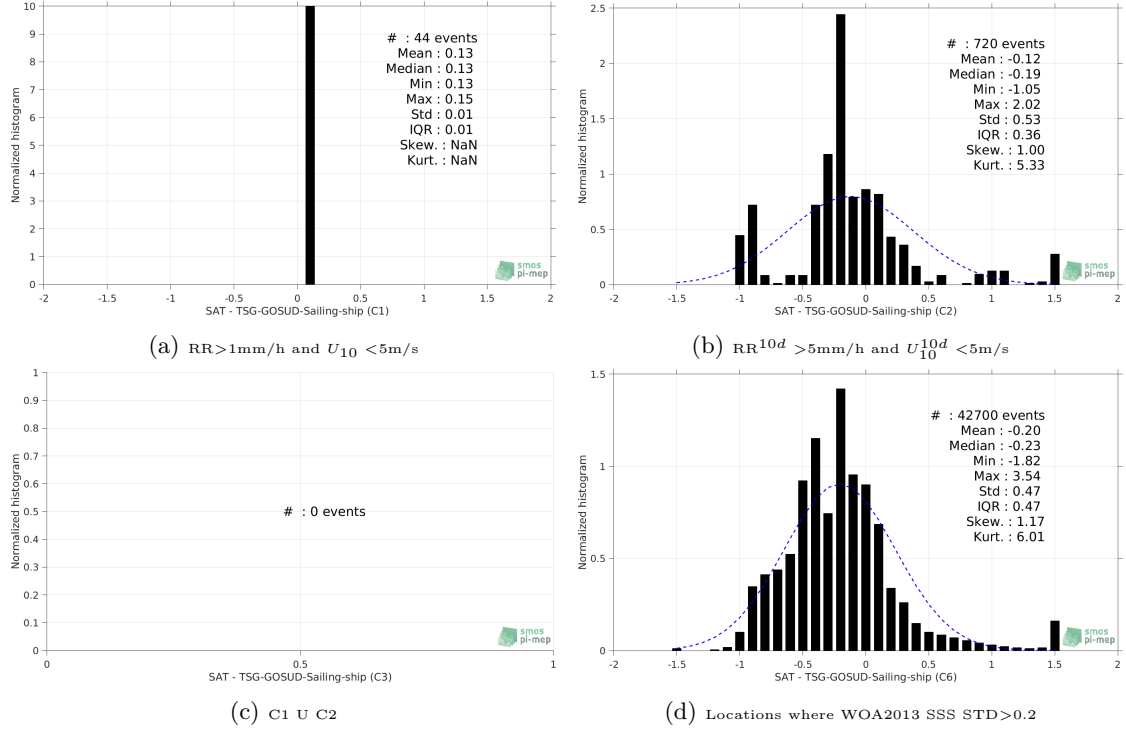 10
9
8
7
6
5
4
3
2
1
0
Normalized histogram
# : 44 events
Mean : 0.13
Median : 0.13
Min : 0.13
Max : 0.15
Std : 0.01
IQR : 0.01
Skew. : NaN
Kurt. : NaN
smos
pi-mep
-2 -1.5 -1 -0.5 0 0.5 1 1.5 2
SAT - TSG-GOSUD-Sailing-ship (C1)
(a) RR>1mm/h and U10 <5m/s
2.5
2
1.5
1
0.5
0
Normalized histogram
# : 720 events
Mean : -0.12
Median : -0.19
Min : -1.05
Max : 2.02
Std : 0.53
IQR : 0.36
Skew. : 1.00
Kurt. : 5.33
smos
pi-mep
-2 -1.5 -1 -0.5 0 0.5 1 1.5 2
SAT - TSG-GOSUD-Sailing-ship (C2)
(b) RR^10d >5mm/h and U10^10d <5m/s
1
0.9
0.8
0.7
0.6
0.5
0.4
0.3
0.2
0.1
0
Normalized histogram
# : 0 events
smos
pi-mep
0 0.5 1
SAT - TSG-GOSUD-Sailing-ship (C3)
(c) C1 U C2
1.5
1
0.5
0
Normalized histogram
# : 42700 events
Mean : -0.20
Median : -0.23
Min : -1.82
Max : 3.54
Std : 0.47
IQR : 0.47
Skew. : 1.17
Kurt. : 6.01
smos
pi-mep
-2 -1.5 -1 -0.5 0 0.5 1 1.5 2
SAT - TSG-GOSUD-Sailing-ship (C6)
(d) Locations where WOA2013 SSS STD>0.2